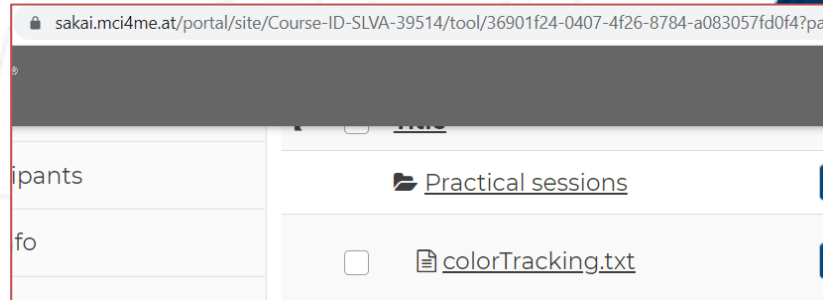 sakai.mci4me.at/portal/site/Course-ID-SLVA-39514/tool/36901f24-0407-4f26-8784-a083057fd0f4?pa
®
Title
ipants
Practical sessions
fo
colorTracking.txt